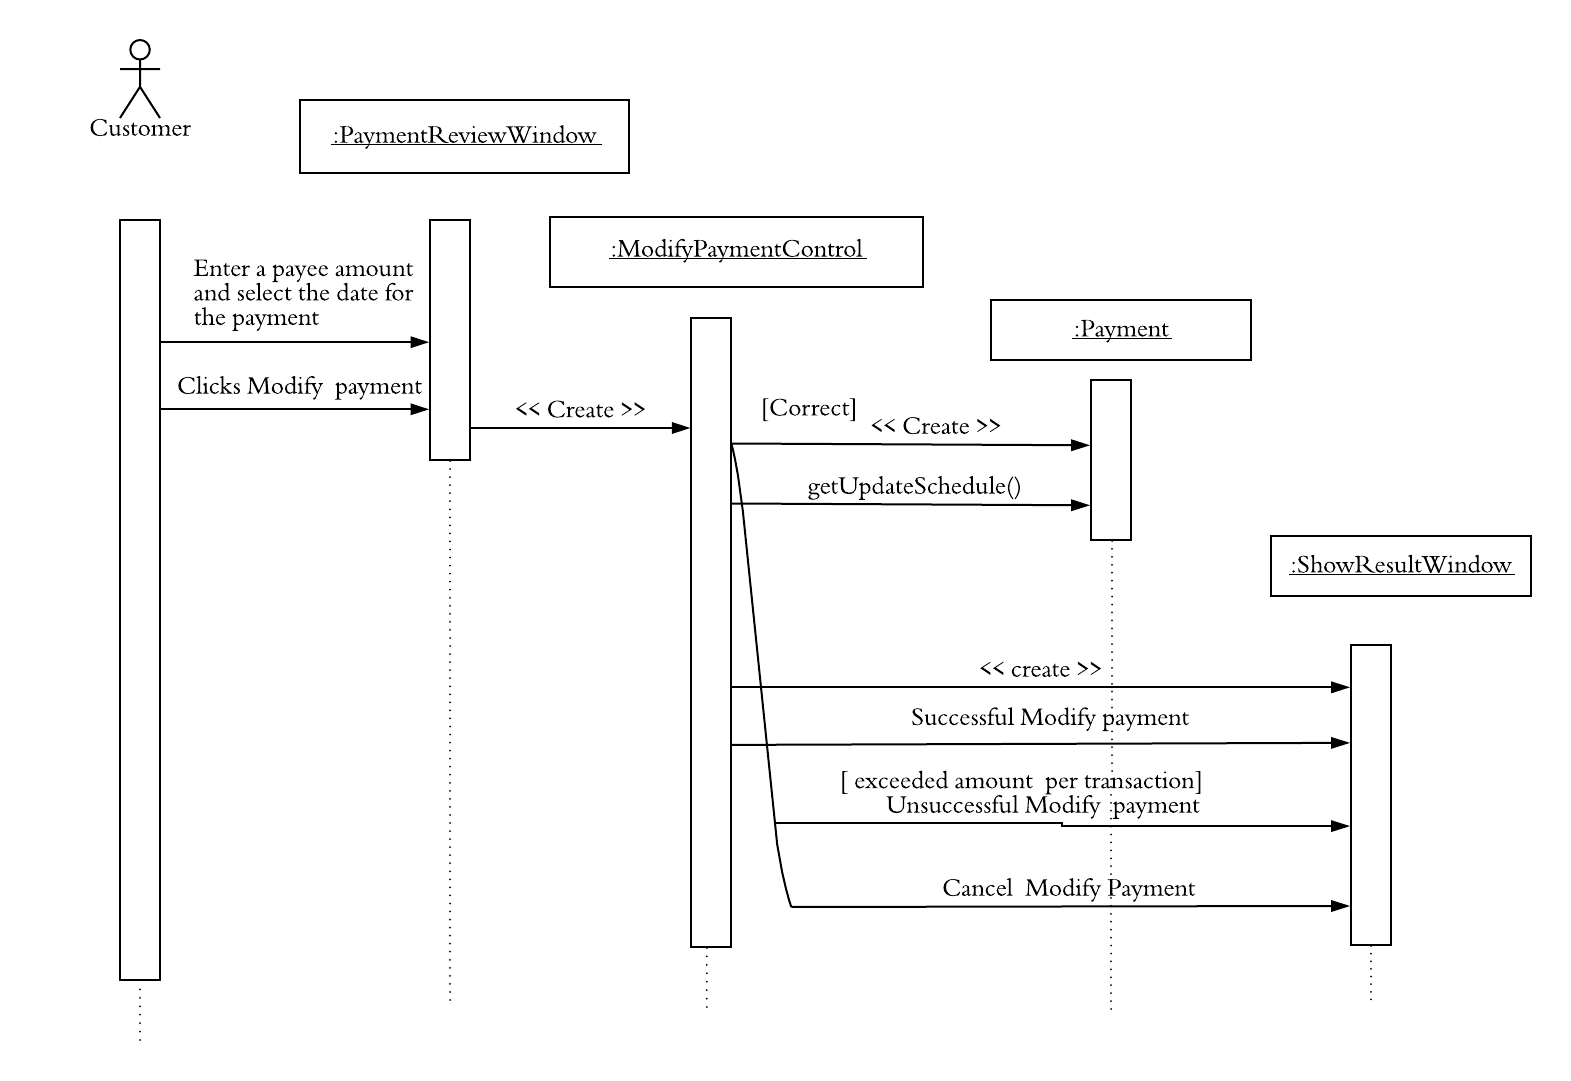 Customer
:PaymentReviewWindow
:ModifyPaymentControl
Enter a payee amount
and select the date for
the payment
:Payment
Clicks Modify  payment
<< Create >>
[Correct]
<< Create >>
getUpdateSchedule()
:ShowResultWindow
<< create >>
Successful Modify payment
[ exceeded amount  per transaction]
Unsuccessful Modify  payment
Cancel  Modify Payment